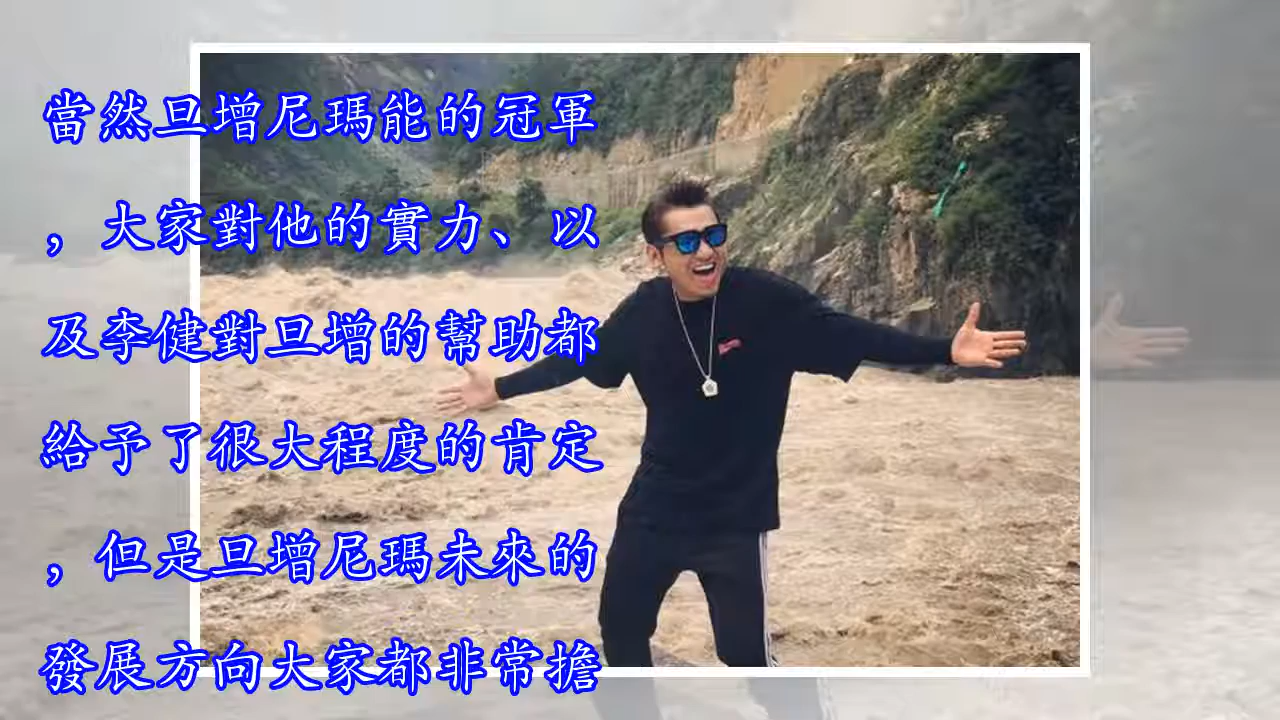 當然旦增尼瑪能的冠軍
，大家對他的實力、以
及李健對旦增的幫助都
給予了很大程度的肯定
，但是旦增尼瑪未來的
發展方向大家都非常擔